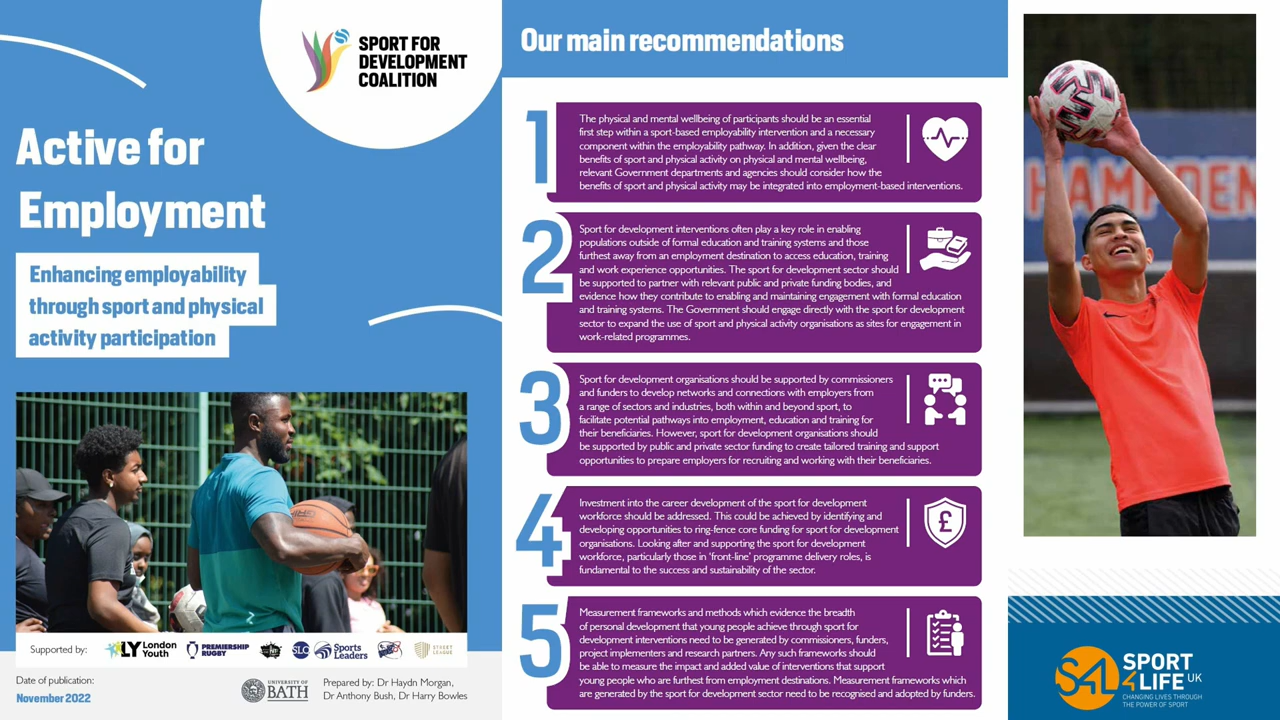 SPORT FOR
DEVELOPMENT
COALITION
Active for
Employment
Enhancing employability
through sport and physical
activity participation
Supported by:
LY London
Youth
PREMIERSHIP
RUGBY
SLC
Sports
Leaders
STREET
LEAGUE
Date of publication:
November 2022
UNIVERSITY OF
BATH
Prepared by: Dr Haydn Morgan,
Dr Anthony Bush, Dr Harry Bowles
Our main recommendations
1
The physical and mental wellbeing of participants should be an essential
first step within a sport-based employability intervention and a necessary
component within the employability pathway. In addition, given the clear
benefits of sport and physical activity on physical and mental wellbeing,
relevant Government departments and agencies should consider how the
benefits of sport and physical activity may be integrated into employment-based interventions.
2
Sport for development interventions often play a key role in enabling
populations outside of formal education and training systems and those
furthest away from an employment destination to access education, training
and work experience opportunities. The sport for development sector should
be supported to partner with relevant public and private funding bodies, and
evidence how they contribute to enabling and maintaining engagement with formal education
and training systems. The Government should engage directly with the sport for development
sector to expand the use of sport and physical activity organisations as sites for engagement in
work-related programmes.
3
Sport for development organisations should be supported by commissioners
and funders to develop networks and connections with employers from
a range of sectors and industries, both within and beyond sport, to
facilitate potential pathways into employment, education and training for
their beneficiaries. However, sport for development organisations should
be supported by public and private sector funding to create tailored training and support
opportunities to prepare employers for recruiting and working with their beneficiaries.
4
Investment into the career development of the sport for development
workforce should be addressed. This could be achieved by identifying and
developing opportunities to ring-fence core funding for sport for development
organisations. Looking after and supporting the sport for development
workforce, particularly those in 'front-line' programme delivery roles, is
fundamental to the success and sustainability of the sector.
£
5
Measurement frameworks and methods which evidence the breadth
of personal development that young people achieve through sport for
development interventions need to be generated by commissioners, funders,
project implementers and research partners. Any such frameworks should
be able to measure the impact and added value of interventions that support
young people who are furthest from employment destinations. Measurement frameworks which
are generated by the sport for development sector need to be recognised and adopted by funders.
HAMPDEN
S4L
SPORT
4LIFE UK
CHANGING LIVES THROUGH
THE POWER OF SPORT